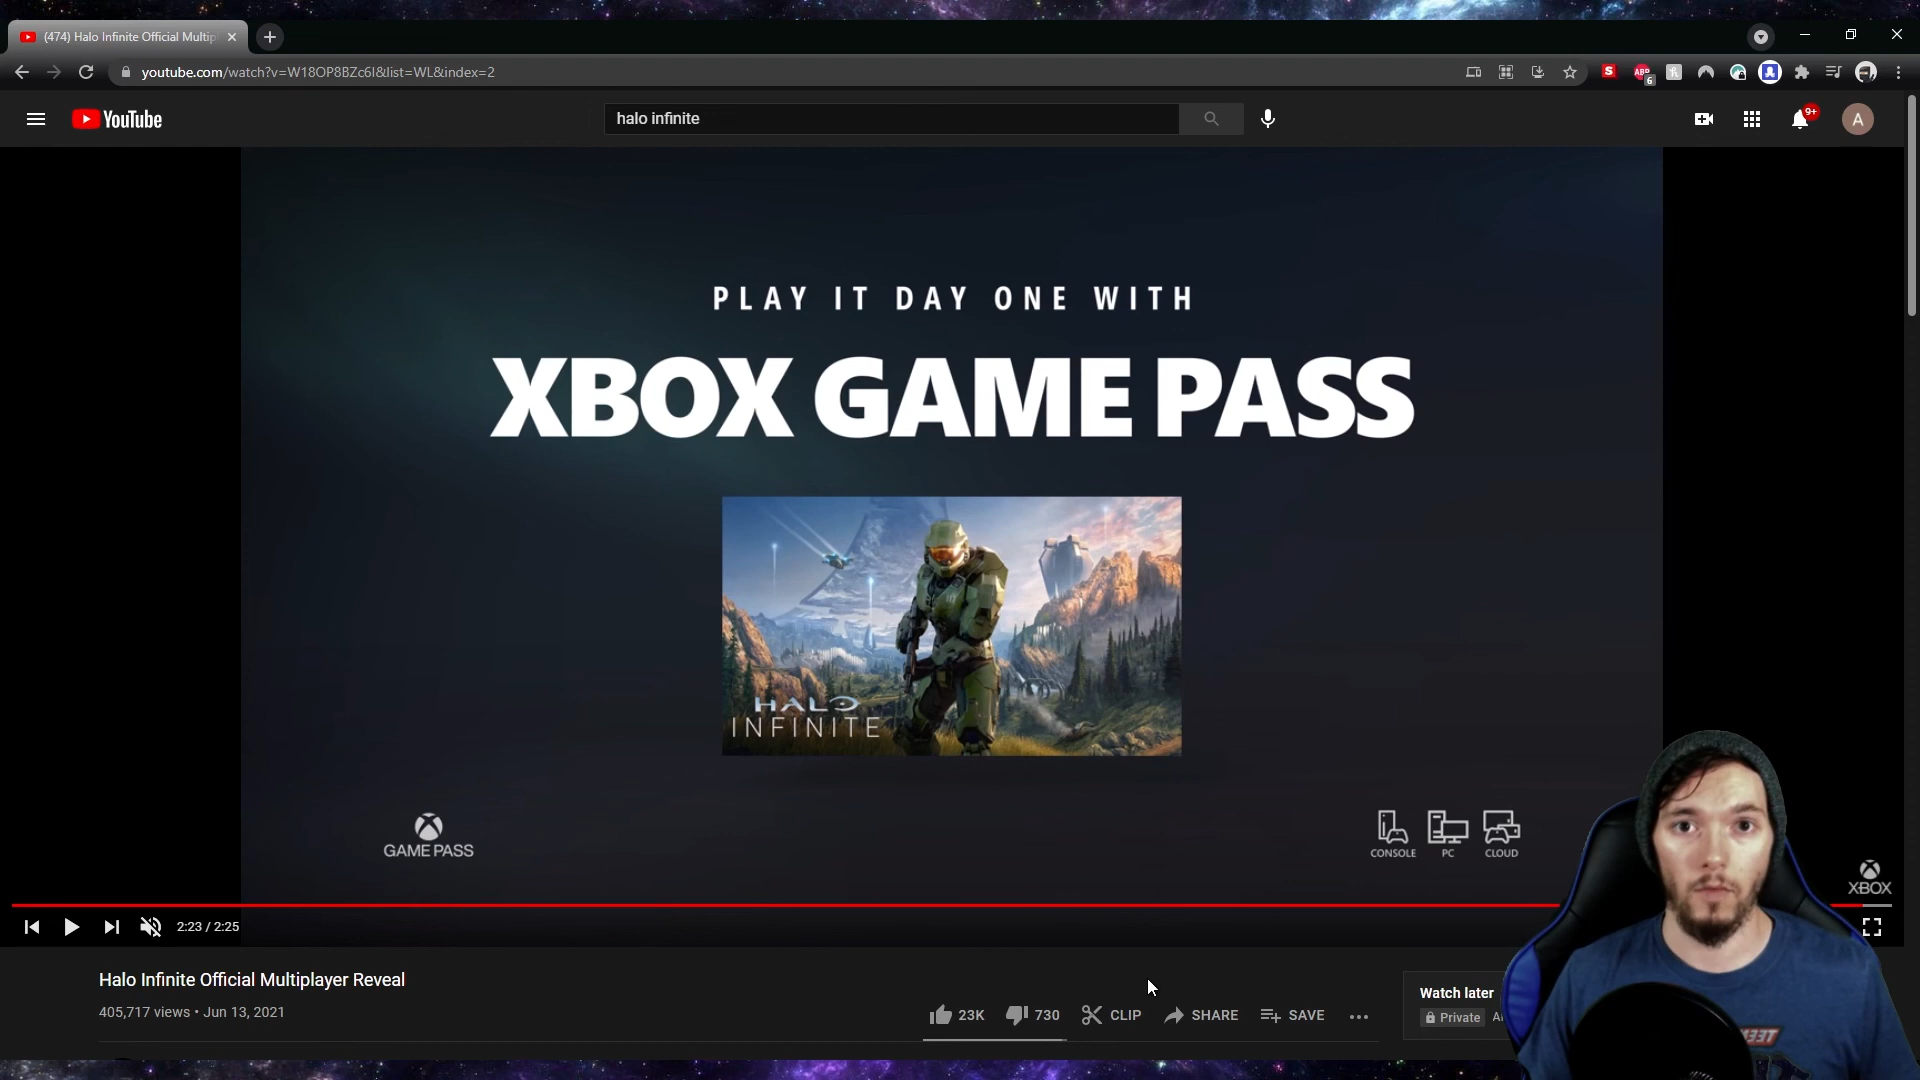 (474) Halo Infinite Official Multip
youtube.com/watch?v=W18OP8BZc6I&list=WL&index=2
S
ABP
6
YouTube
halo infinite
9+
A
PLAY IT DAY ONE WITH
XBOX GAME PASS
HALO
INFINITE
GAME PASS
CONSOLE
PC
CLOUD
XBOX
2:23 / 2:25
Halo Infinite Official Multiplayer Reveal
405,717 views • Jun 13, 2021
23K
730
CLIP
SHARE
SAVE
Watch later
Private